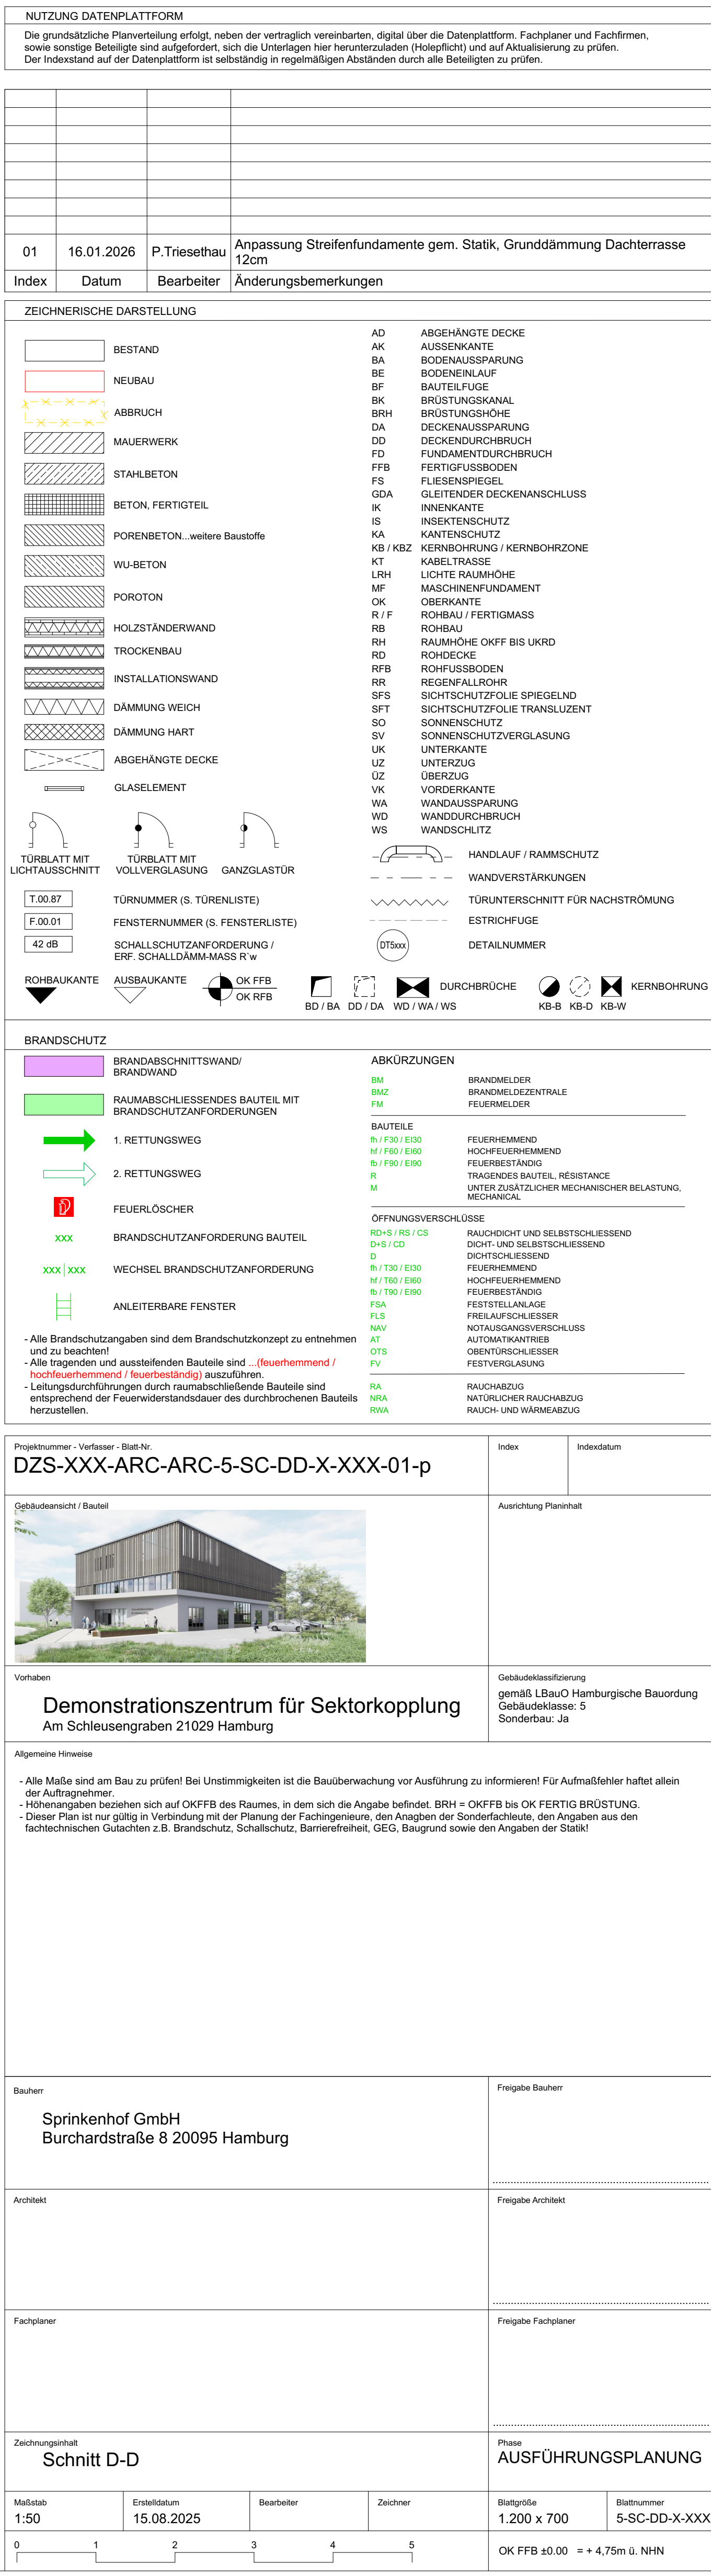 NUTZUNG DATENPLATTFORM
Die grundsätzliche Planverteilung erfolgt, neben der vertraglich vereinbarten, digital über die Datenplattform. Fachplaner und Fachfirmen,
sowie sonstige Beteiligte sind aufgefordert, sich die Unterlagen hier herunterzuladen (Holepflicht) und auf Aktualisierung zu prüfen.
Der Indexstand auf der Datenplattform ist selbständig in regelmäßigen Abständen durch alle Beteiligten zu prüfen.
01 16.01.2026 P.Triesethau Anpassung Streifenfundamente gem. Statik, Grunddämmung Dachterrasse
12cm
Index Datum Bearbeiter Änderungsbemerkungen
ZEICHNERISCHE DARSTELLUNG
BESTAND
NEUBAU
ABBRUCH
MAUERWERK
STAHLBETON
BETON, FERTIGTEIL
PORENBETON...weitere Baustoffe
WU-BETON
POROTON
HOLZSTÄNDERWAND
TROCKENBAU
INSTALLATIONSWAND
DÄMMUNG WEICH
DÄMMUNG HART
ABGEHÄNGTE DECKE
GLASELEMENT
TÜRBLATT MIT
LICHTAUSSCHNITT
TÜRBLATT MIT
VOLLVERGLASUNG
GANZGLASTÜR
T.00.87 TÜRNUMMER (S. TÜRENLISTE)
F.00.01 FENSTERNUMMER (S. FENSTERLISTE)
42 dB SCHALLSCHUTZANFORDERUNG /
ERF. SCHALLDÄMM-MASS R`w
AD ABGEHÄNGTE DECKE
AK AUSSENKANTE
BA BODENAUSSPARUNG
BE BODENEINLAUF
BF BAUTEILFUGE
BK BRÜSTUNGSKANAL
BRH BRÜSTUNGSHÖHE
DA DECKENAUSSPARUNG
DD DECKENDURCHBRUCH
FD FUNDAMENTDURCHBRUCH
FFB FERTIGFUSSBODEN
FS FLIESENSPIEGEL
GDA GLEITENDER DECKENANSCHLUSS
IK INNENKANTE
IS INSEKTENSCHUTZ
KA KANTENSCHUTZ
KB / KBZ KERNBOHRUNG / KERNBOHRZONE
KT KABELTRASSE
LRH LICHTE RAUMHÖHE
MF MASCHINENFUNDAMENT
OK OBERKANTE
R / F ROHBAU / FERTIGMASS
RB ROHBAU
RH RAUMHÖHE OKFF BIS UKRD
RD ROHDECKE
RFB ROHFUSSBODEN
RR REGENFALLROHR
SFS SICHTSCHUTZFOLIE SPIEGELND
SFT SICHTSCHUTZFOLIE TRANSLUZENT
SO SONNENSCHUTZ
SV SONNENSCHUTZVERGLASUNG
UK UNTERKANTE
UZ UNTERZUG
ÜZ ÜBERZUG
VK VORDERKANTE
WA WANDAUSSPARUNG
WD WANDDURCHBRUCH
WS WANDSCHLITZ
HANDLAUF / RAMMSCHUTZ
WANDVERSTÄRKUNGEN
TÜRUNTERSCHNITT FÜR NACHSTRÖMUNG
ESTRICHFUGE
DT5xxx DETAILNUMMER
ROHBAUKANTE AUSBAUKANTE OK FFB
OK RFB
BD / BA DD / DA WD / WA / WS DURCHBRÜCHE
KB-B KB-D KB-W KERNBOHRUNG
BRANDSCHUTZ
BRANDABSCHNITTSWAND/
BRANDWAND
RAUMABSCHLIESSENDES BAUTEIL MIT
BRANDSCHUTZANFORDERUNGEN
1. RETTUNGSWEG
2. RETTUNGSWEG
FEUERLÖSCHER
xxx BRANDSCHUTZANFORDERUNG BAUTEIL
xxx xxx WECHSEL BRANDSCHUTZANFORDERUNG
ANLEITERBARE FENSTER
- Alle Brandschutzangaben sind dem Brandschutzkonzept zu entnehmen
und zu beachten!
- Alle tragenden und aussteifenden Bauteile sind ...(feuerhemmend /
hochfeuerhemmend / feuerbeständig) auszuführen.
- Leitungsdurchführungen durch raumabschließende Bauteile sind
entsprechend der Feuerwiderstandsdauer des durchbrochenen Bauteils
herzustellen.
ABKÜRZUNGEN
BM BRANDMELDER
BMZ BRANDMELDEZENTRALE
FM FEUERMELDER
BAUTEILE
fh / F30 / EI30 FEUERHEMMEND
hf / F60 / EI60 HOCHFEUERHEMMEND
fb / F90 / EI90 FEUERBESTÄNDIG
R TRAGENDES BAUTEIL, RÉSISTANCE
M UNTER ZUSÄTZLICHER MECHANISCHER BELASTUNG,
MECHANICAL
ÖFFNUNGSVERSCHLÜSSE
RD+S / RS / CS RAUCHDICHT UND SELBSTSCHLIESSEND
D+S / CD DICHT- UND SELBSTSCHLIESSEND
D DICHTSCHLIESSEND
fh / T30 / EI30 FEUERHEMMEND
hf / T60 / EI60 HOCHFEUERHEMMEND
fb / T90 / EI90 FEUERBESTÄNDIG
FSA FESTSTELLANLAGE
FLS FREILAUFSCHLIESSER
NAV NOTAUSGANGSVERSCHLUSS
AT AUTOMATIKANTRIEB
OTS OBENTÜRSCHLIESSER
FV FESTVERGLASUNG
RA RAUCHABZUG
NRA NATÜRLICHER RAUCHABZUG
RWA RAUCH- UND WÄRMEABZUG
Projektnummer - Verfasser - Blatt-Nr.
DZS-XXX-ARC-ARC-5-SC-DD-X-XXX-01-p
Index Indexdatum
Gebäudeansicht / Bauteil
Ausrichtung Planinhalt
Vorhaben
Demonstrationszentrum für Sektorkopplung
Am Schleusengraben 21029 Hamburg
Gebäudeklassifizierung
gemäß LBauO Hamburgische Bauordung
Gebäudeklasse: 5
Sonderbau: Ja
Allgemeine Hinweise
- Alle Maße sind am Bau zu prüfen! Bei Unstimmigkeiten ist die Bauüberwachung vor Ausführung zu informieren! Für Aufmaßfehler haftet allein
der Auftragnehmer.
- Höhenangaben beziehen sich auf OKFFB des Raumes, in dem sich die Angabe befindet. BRH = OKFFB bis OK FERTIG BRÜSTUNG.
- Dieser Plan ist nur gültig in Verbindung mit der Planung der Fachingenieure, den Anagben der Sonderfachleute, den Angaben aus den
fachtechnischen Gutachten z.B. Brandschutz, Schallschutz, Barrierefreiheit, GEG, Baugrund sowie den Angaben der Statik!
Bauherr
Sprinkenhof GmbH
Burchardstraße 8 20095 Hamburg
Freigabe Bauherr
Architekt
Freigabe Architekt
Fachplaner
Freigabe Fachplaner
Zeichnungsinhalt
Schnitt D-D
Phase
AUSFÜHRUNGSPLANUNG
Maßstab Erstelldatum Bearbeiter Zeichner Blattgröße Blattnummer
1:50 15.08.2025 1.200 x 700 5-SC-DD-X-XXX
0 1 2 3 4 5
OK FFB ±0.00 = + 4,75m ü. NHN